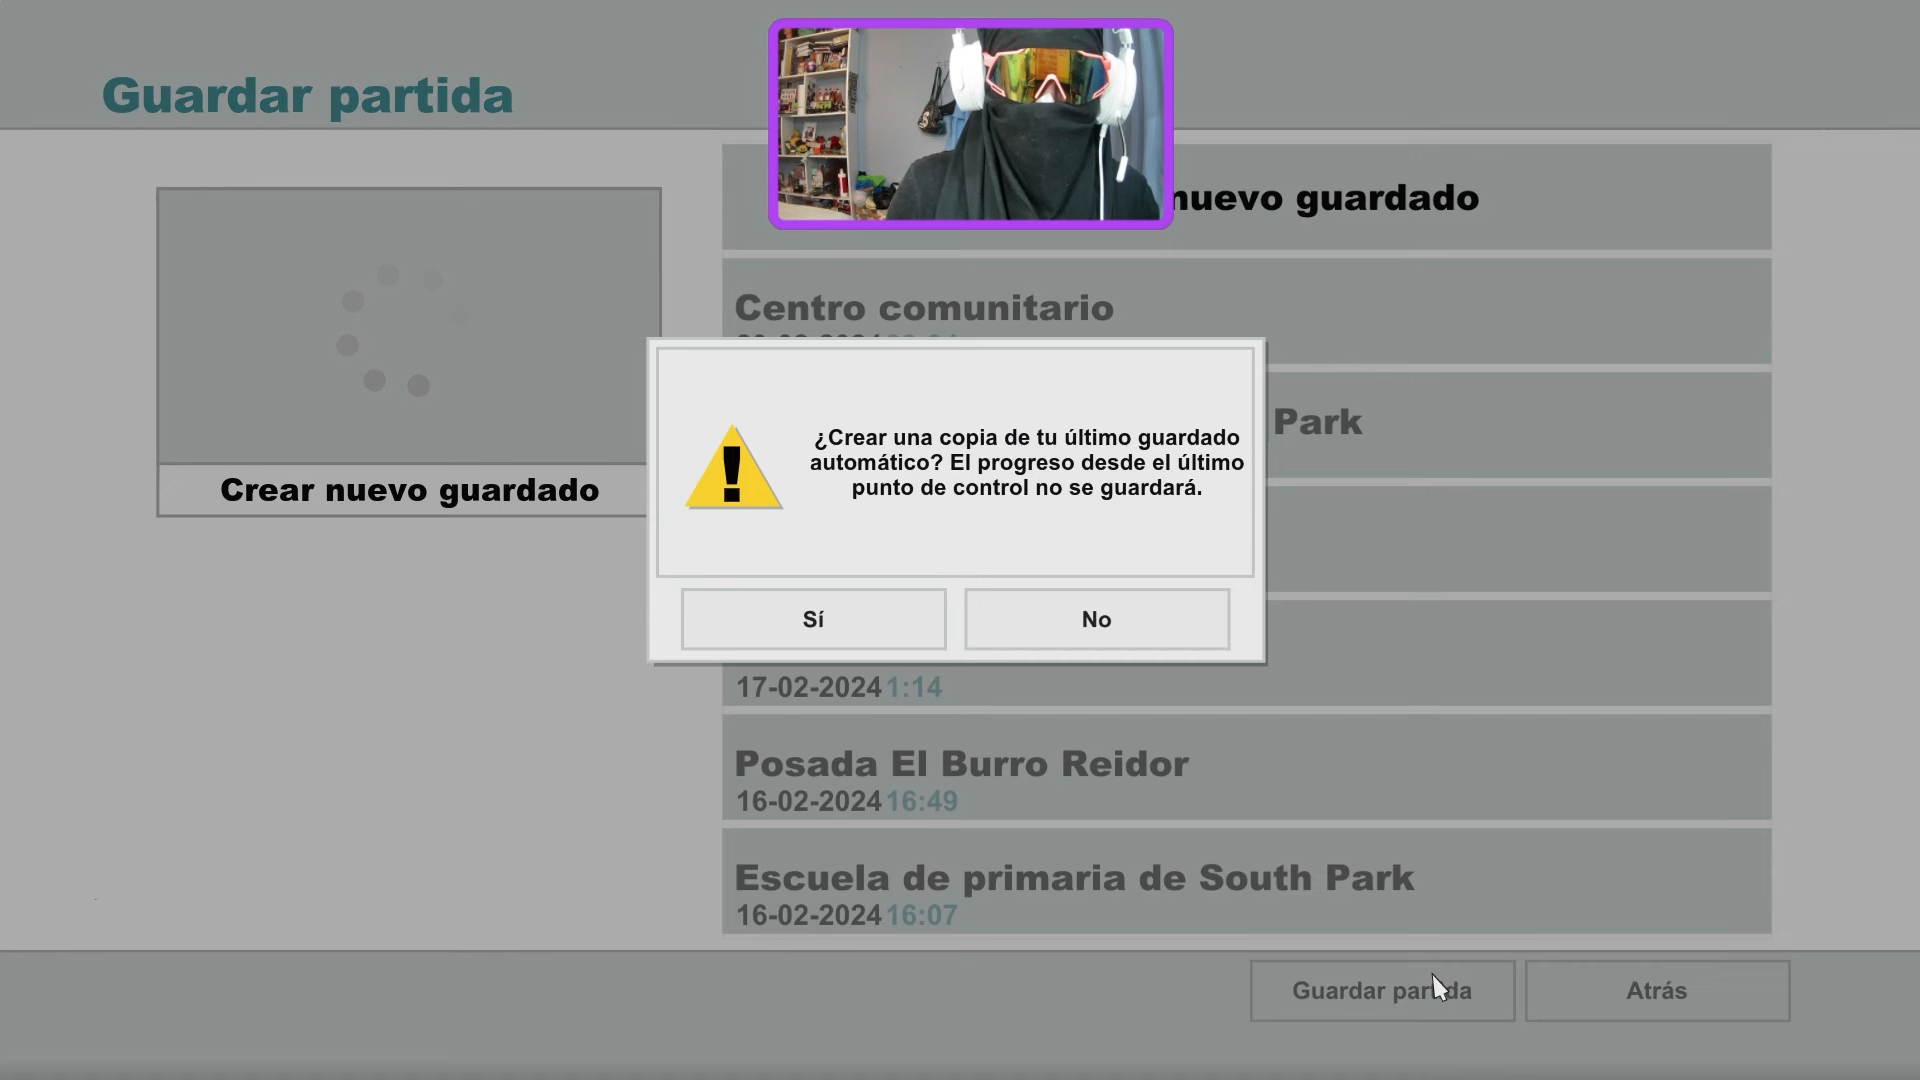 Guardar partida
nuevo guardado
Centro comunitario
Park
Crear nuevo guardado
¿Crear una copia de tu último guardado
automático? El progreso desde el último
punto de control no se guardará.
Sí
No
17-02-2024 1:14
Posada El Burro Reidor
16-02-2024 16:49
Escuela de primaria de South Park
16-02-2024 16:07
Guardar partida
Atrás